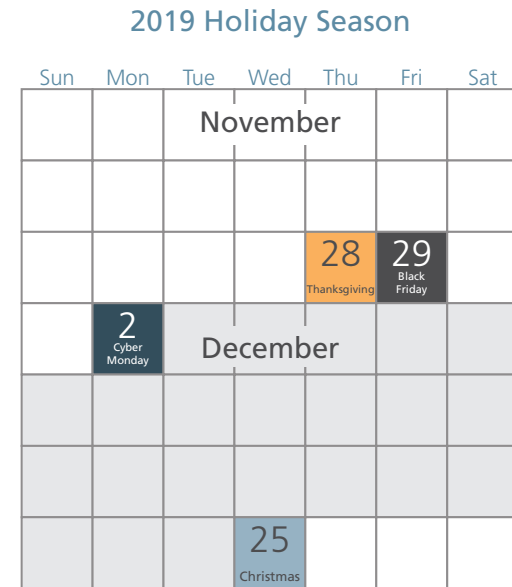 2019 Holiday Season
Sun Mon Tue Wed Thu Fri Sat
November
28 29
Thanksgiving
Black
Friday
2
Cyber
Monday
December
25
Christmas